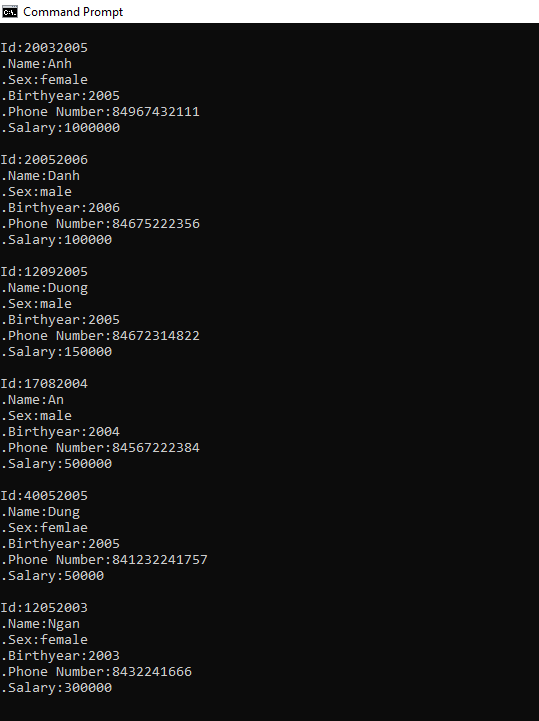 Command Prompt
Id:20032005
.Name:Anh
.Sex:female
.Birthyear:2005
.Phone Number:84967432111
.Salary:1000000
Id:20052006
.Name:Danh
.Sex:male
.Birthyear:2006
.Phone Number:84675222356
.Salary:100000
Id:12092005
.Name:Duong
.Sex:male
.Birthyear:2005
.Phone Number:84672314822
.Salary:150000
Id:17082004
.Name:An
.Sex:male
.Birthyear:2004
.Phone Number:84567222384
.Salary:500000
Id:40052005
.Name:Dung
.Sex:femlae
.Birthyear:2005
.Phone Number:841232241757
.Salary:50000
Id:12052003
.Name:Ngan
.Sex:female
.Birthyear:2003
.Phone Number:8432241666
.Salary:300000